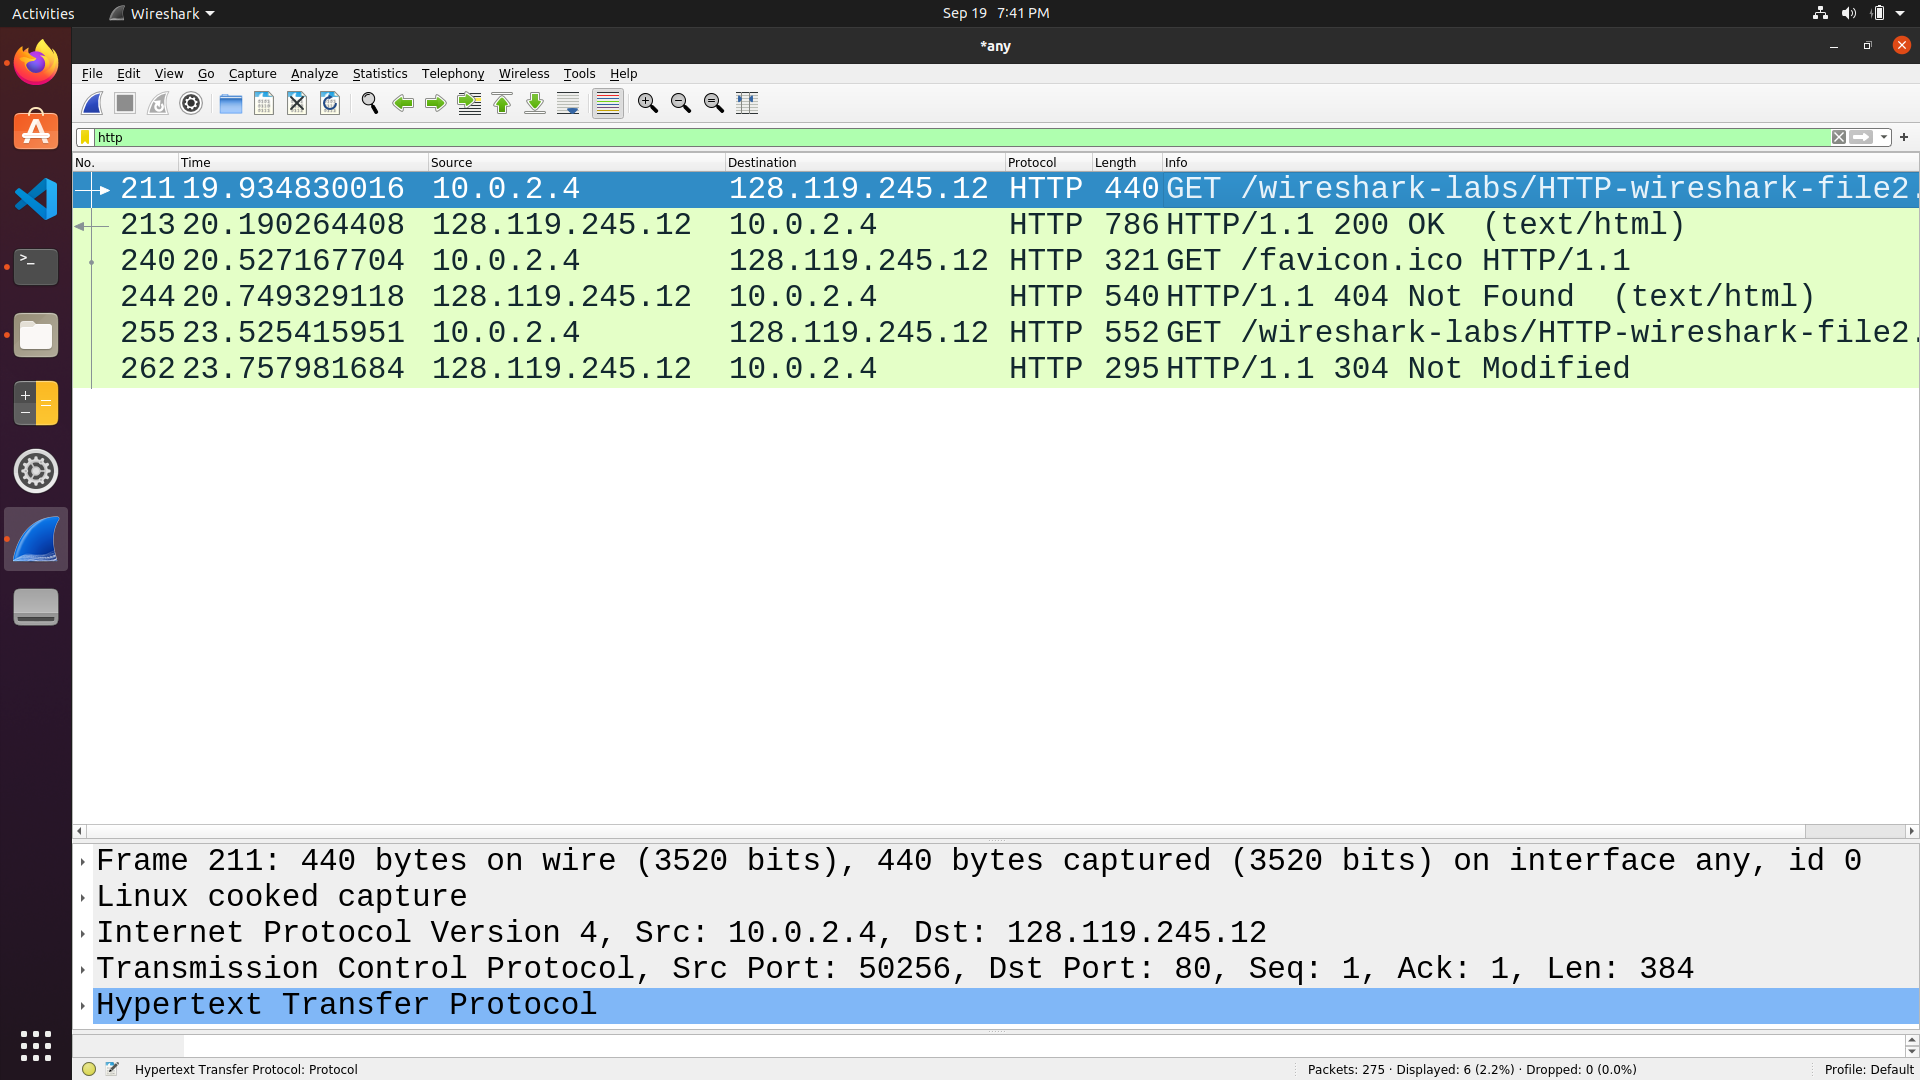 Activities Wireshark Sep 19 7:41 PM
*any
File Edit View Go Capture Analyze Statistics Telephony Wireless Tools Help
http
No. Time Source Destination Protocol Length Info
211 19.934830016 10.0.2.4 128.119.245.12 HTTP 440 GET /wireshark-labs/HTTP-wireshark-file2.
213 20.190264408 128.119.245.12 10.0.2.4 HTTP 786 HTTP/1.1 200 OK (text/html)
240 20.527167704 10.0.2.4 128.119.245.12 HTTP 321 GET /favicon.ico HTTP/1.1
244 20.749329118 128.119.245.12 10.0.2.4 HTTP 540 HTTP/1.1 404 Not Found (text/html)
255 23.525415951 10.0.2.4 128.119.245.12 HTTP 552 GET /wireshark-labs/HTTP-wireshark-file2.
262 23.757981684 128.119.245.12 10.0.2.4 HTTP 295 HTTP/1.1 304 Not Modified
Frame 211: 440 bytes on wire (3520 bits), 440 bytes captured (3520 bits) on interface any, id 0
Linux cooked capture
Internet Protocol Version 4, Src: 10.0.2.4, Dst: 128.119.245.12
Transmission Control Protocol, Src Port: 50256, Dst Port: 80, Seq: 1, Ack: 1, Len: 384
Hypertext Transfer Protocol
Hypertext Transfer Protocol: Protocol Packets: 275 · Displayed: 6 (2.2%) · Dropped: 0 (0.0%) Profile: Default